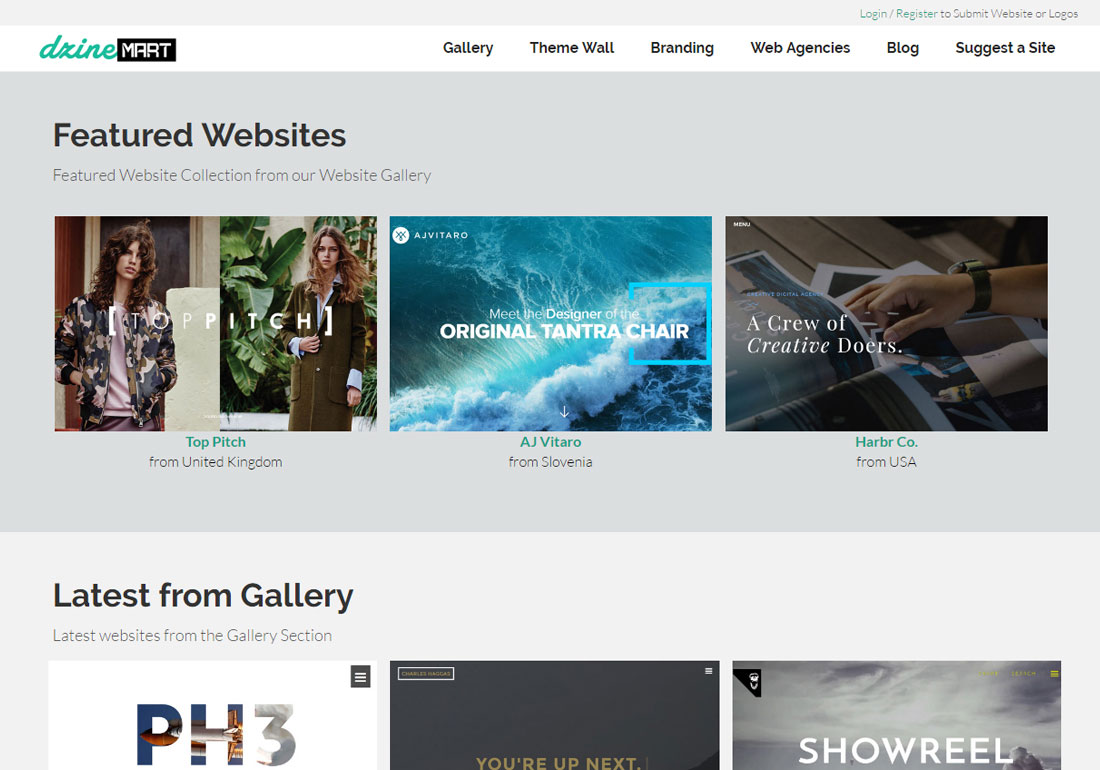 Login / Register to Submit Website or Logos
dzine MART
Gallery Theme Wall Branding Web Agencies Blog Suggest a Site
Featured Websites
Featured Website Collection from our Website Gallery
[ TOPPITCH ]
AJVITARO
Meet the Designer of the
ORIGINAL TANTRA CHAIR
MENU
CREATIVE DIGITAL AGENCY
A Crew of
Creative Doers.
Top Pitch
from United Kingdom
AJ Vitaro
from Slovenia
Harbr Co.
from USA
Latest from Gallery
Latest websites from the Gallery Section
PH3
CHARLES HAGGAS
YOU'RE UP NEXT.
SEARCH
SHOWREEL